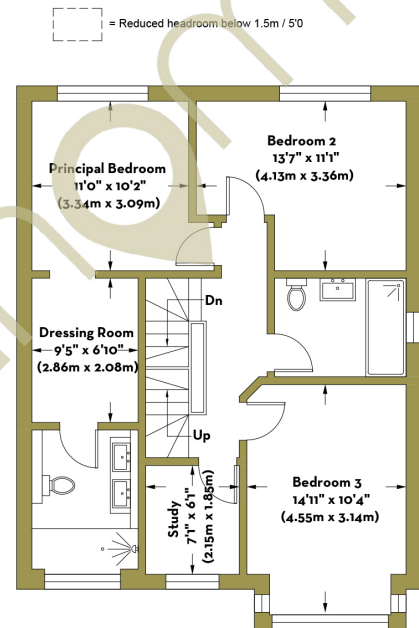 = Reduced headroom below 1.5m / 5'0
Principal Bedroom
11'0" x 10'2"
(3.34m x 3.09m)
Bedroom 2
13'7" x 11'1"
(4.13m x 3.36m)
Dn
Dressing Room
9'5" x 6'10"
(2.86m x 2.08m)
Up
Study
7'1" x 6'1"
(2.15m x 1.85m)
Bedroom 3
14'11" x 10'4"
(4.55m x 3.14m)